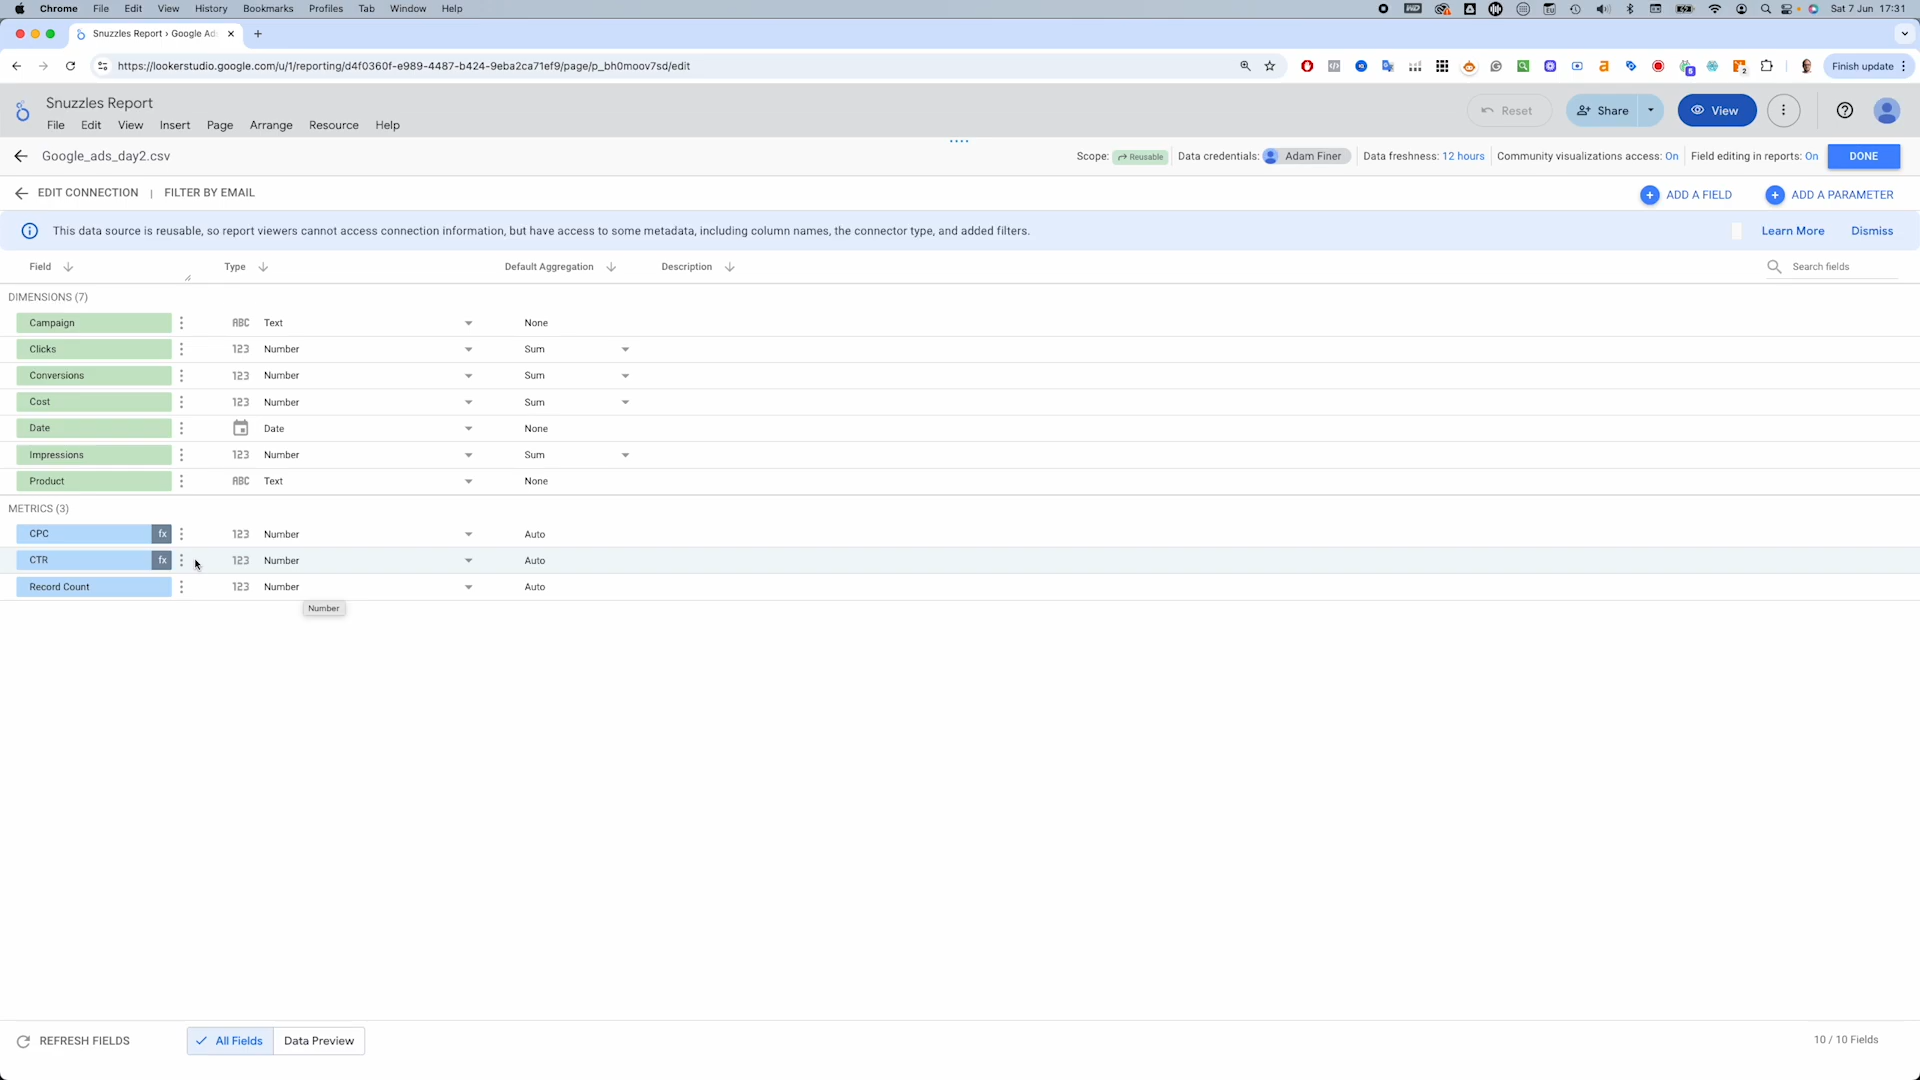 Chrome File Edit View History Bookmarks Profiles Tab Window Help
Sat 7 Jun 17:31
Snuzzles Report › Google Ad
https://lookerstudio.google.com/u/1/reporting/d4f0360f-e989-4487-b424-9eba2ca71ef9/page/p_bh0moov7sd/edit
Finish update
Snuzzles Report
File Edit View Insert Page Arrange Resource Help
Reset Share View
Google_ads_day2.csv
Scope: Reusable Data credentials: Adam Finer Data freshness: 12 hours Community visualizations access: On Field editing in reports: On DONE
EDIT CONNECTION | FILTER BY EMAIL
ADD A FIELD ADD A PARAMETER
This data source is reusable, so report viewers cannot access connection information, but have access to some metadata, including column names, the connector type, and added filters.
Learn More Dismiss
Field Type Default Aggregation Description Search fields
DIMENSIONS (7)
Campaign ABC Text None
Clicks 123 Number Sum
Conversions 123 Number Sum
Cost 123 Number Sum
Date Date None
Impressions 123 Number Sum
Product ABC Text None
METRICS (3)
CPC fx 123 Number Auto
CTR fx 123 Number Auto
Record Count 123 Number Auto
Number
REFRESH FIELDS All Fields Data Preview 10 / 10 Fields